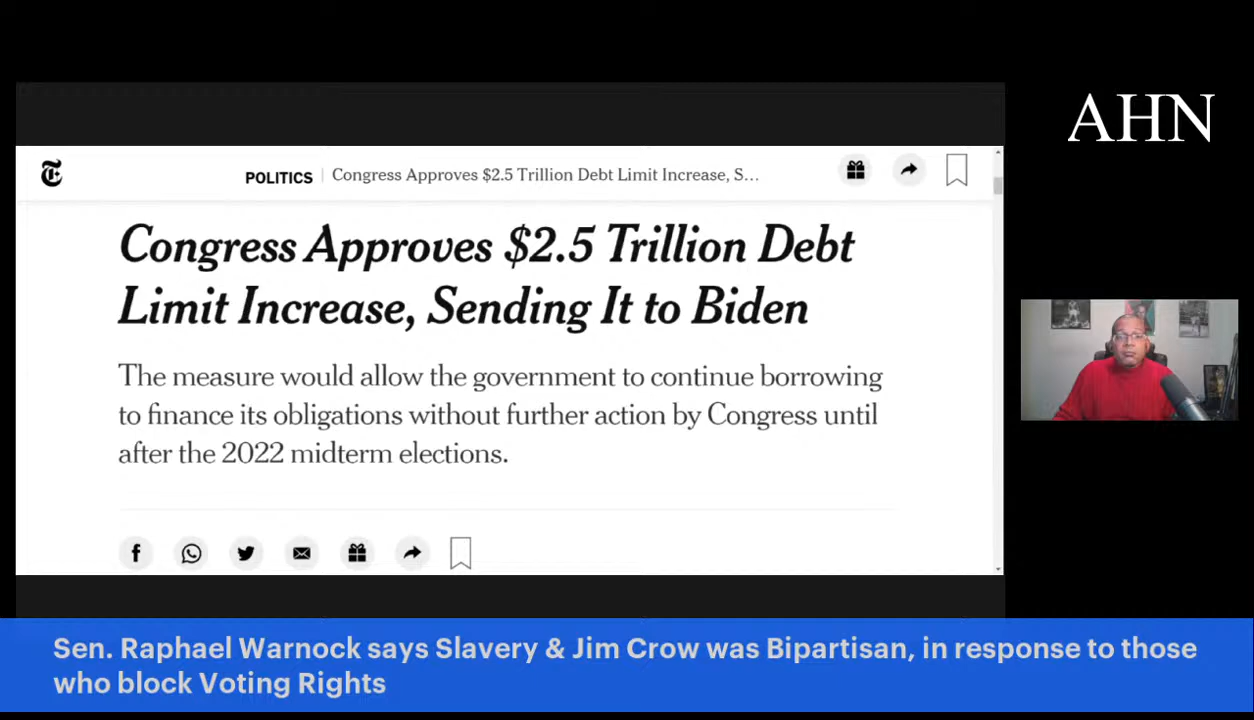 AHN
T
POLITICS Congress Approves $2.5 Trillion Debt Limit Increase, S...
Congress Approves $2.5 Trillion Debt
Limit Increase, Sending It to Biden
The measure would allow the government to continue borrowing
to finance its obligations without further action by Congress until
after the 2022 midterm elections.
f
Sen. Raphael Warnock says Slavery & Jim Crow was Bipartisan, in response to those
who block Voting Rights